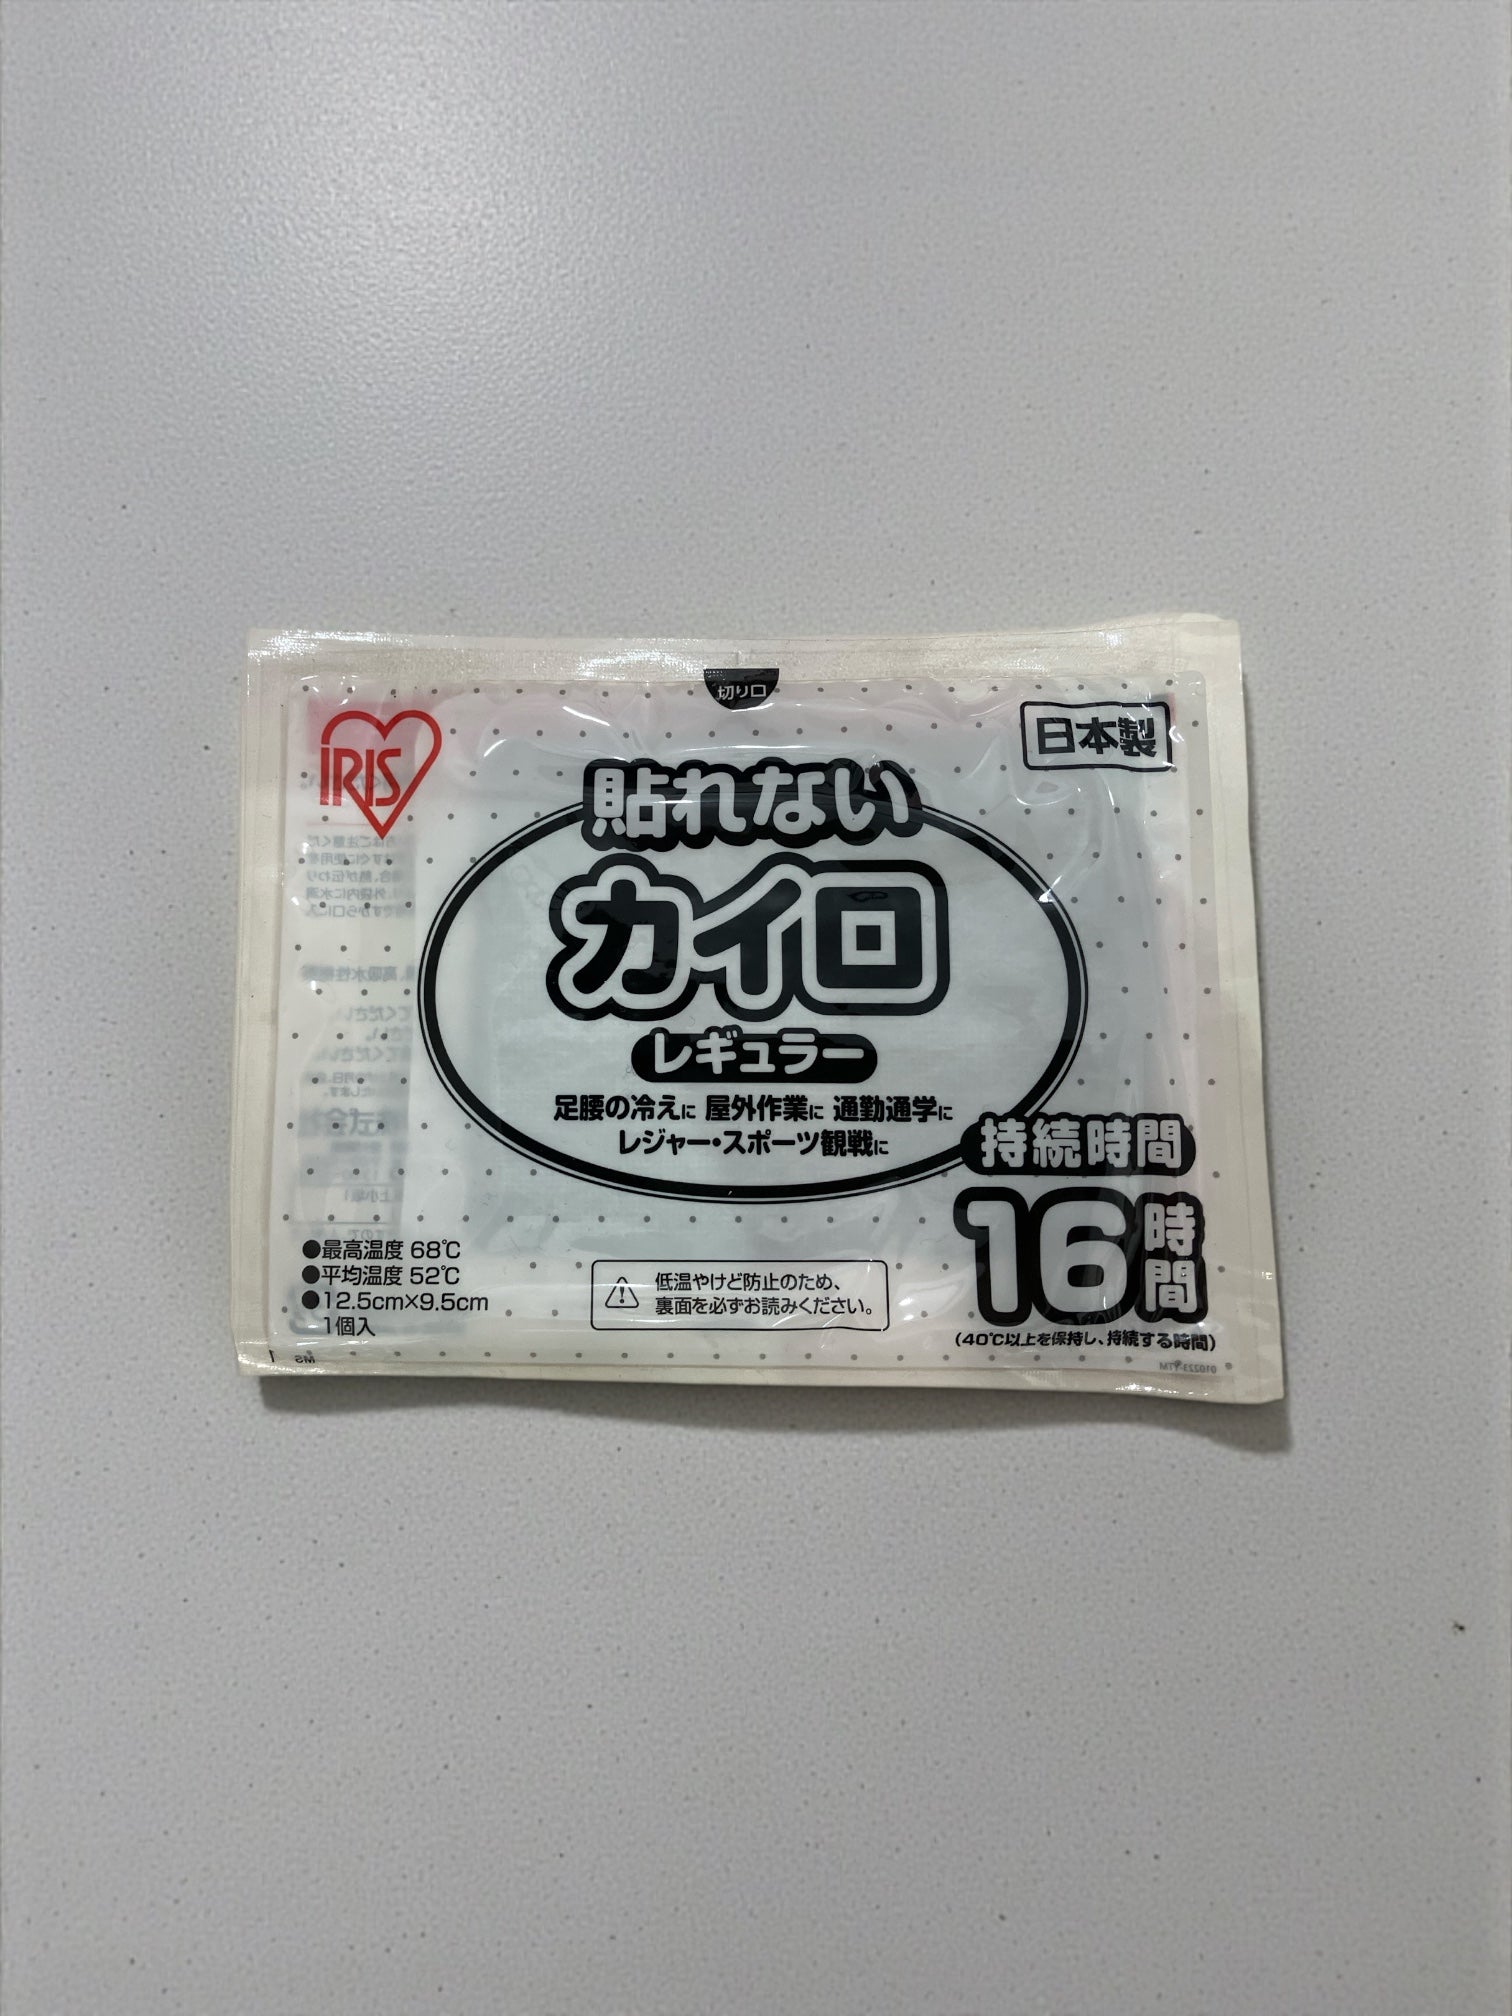 切り口
IRIS
日本製
貼れない
カイロ
レギュラー
足腰の冷えに 屋外作業に 通勤通学に
レジャー・スポーツ観戦に
持続時間
16時間
(40℃以上を保持し、持続する時間)
●最高温度 68℃
●平均温度 52℃
●12.5cm×9.5cm
1個入
低温やけど防止のため、
裏面を必ずお読みください。